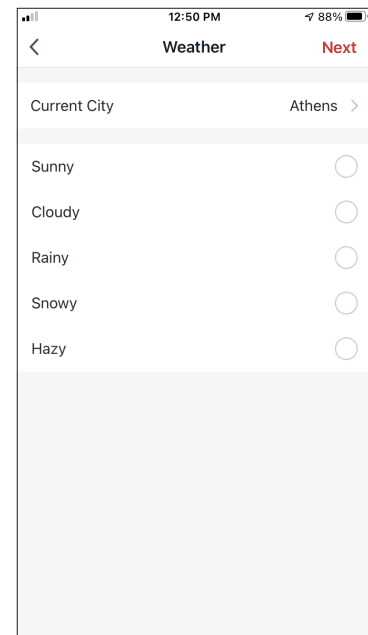 12:50 PM 88%
Weather Next
Current City Athens
Sunny
Cloudy
Rainy
Snowy
Hazy